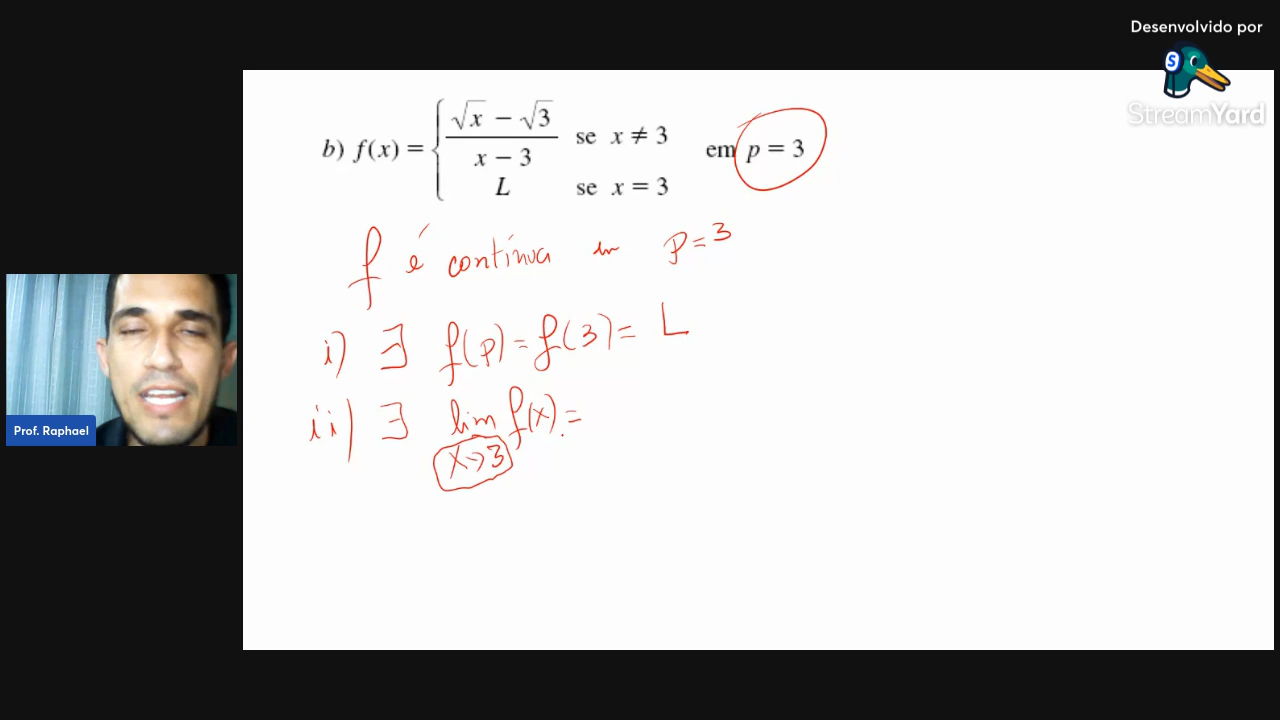 Desenvolvido por
S
StreamYard
b) f(x) = { (√x − √3)/(x − 3) se x ≠ 3 em p = 3
L se x = 3
f é contínua em p = 3
i) ∃ f(p) = f(3) = L
ii) ∃ lim f(x) =
x→3
Prof. Raphael